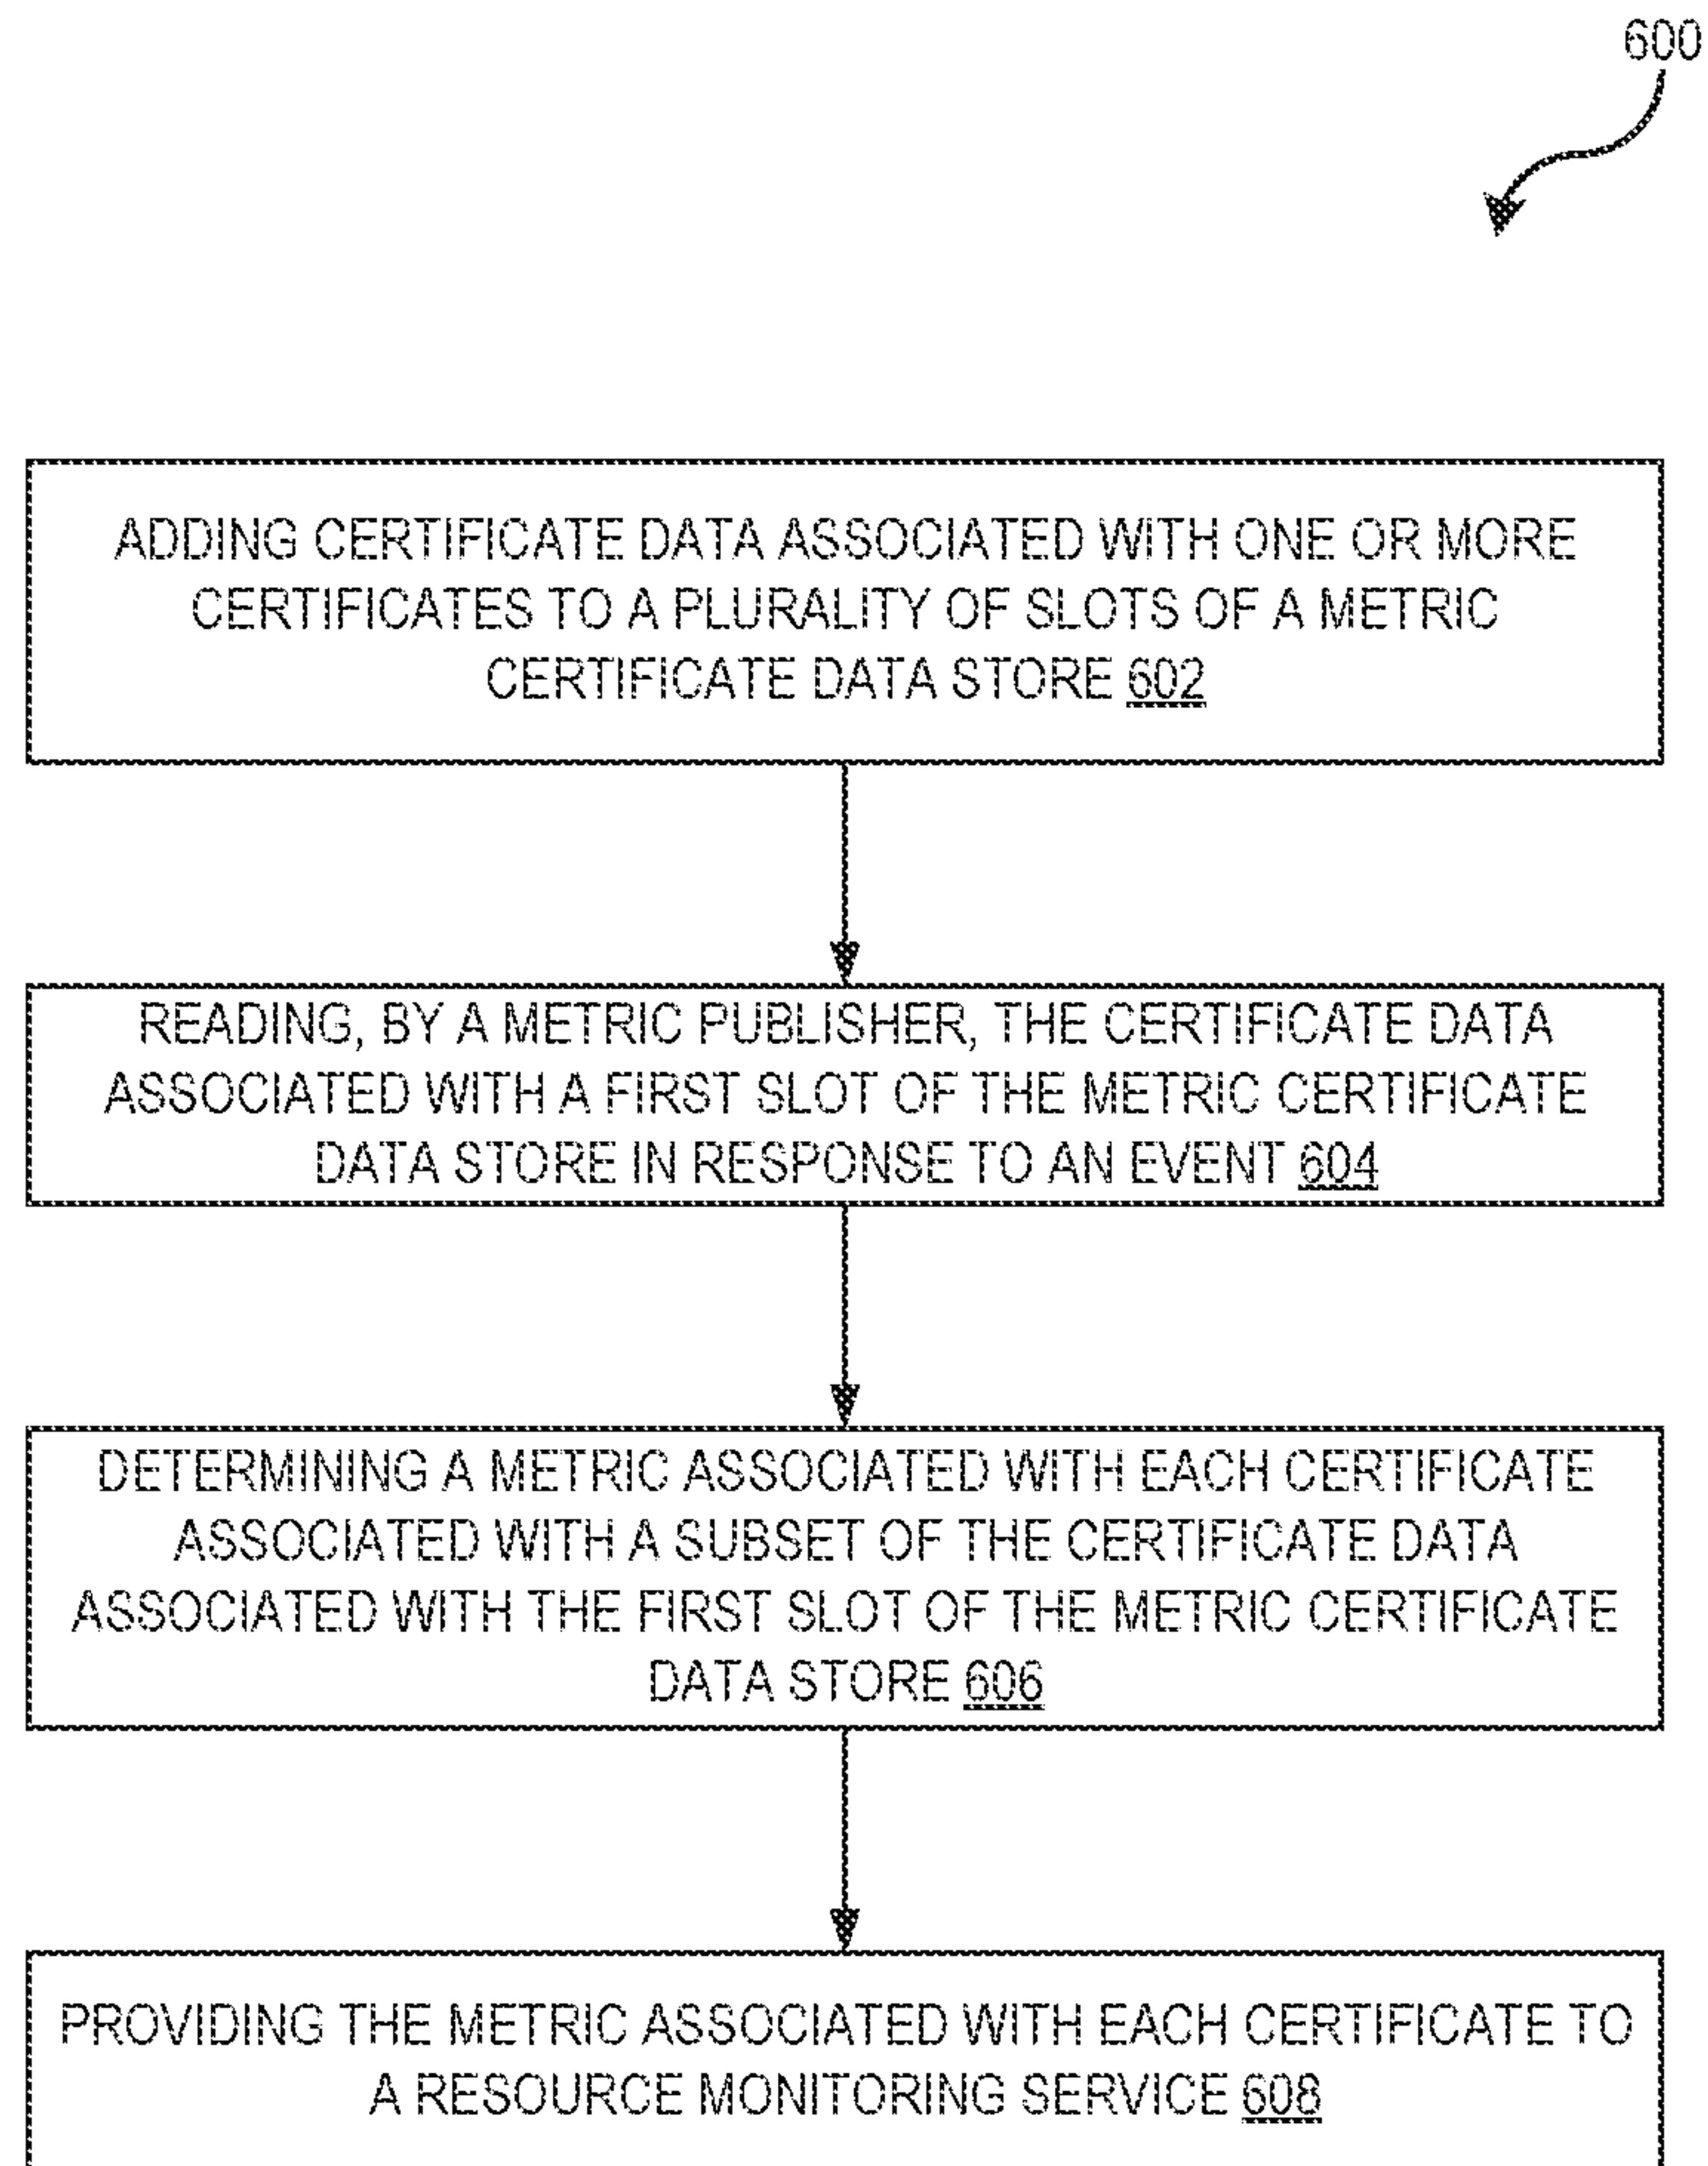 600
ADDING CERTIFICATE DATA ASSOCIATED WITH ONE OR MORE
CERTIFICATES TO A PLURALITY OF SLOTS OF A METRIC
CERTIFICATE DATA STORE 602
READING, BY A METRIC PUBLISHER, THE CERTIFICATE DATA
ASSOCIATED WITH A FIRST SLOT OF THE METRIC CERTIFICATE
DATA STORE IN RESPONSE TO AN EVENT 604
DETERMINING A METRIC ASSOCIATED WITH EACH CERTIFICATE
ASSOCIATED WITH A SUBSET OF THE CERTIFICATE DATA
ASSOCIATED WITH THE FIRST SLOT OF THE METRIC CERTIFICATE
DATA STORE 606
PROVIDING THE METRIC ASSOCIATED WITH EACH CERTIFICATE TO
A RESOURCE MONITORING SERVICE 608